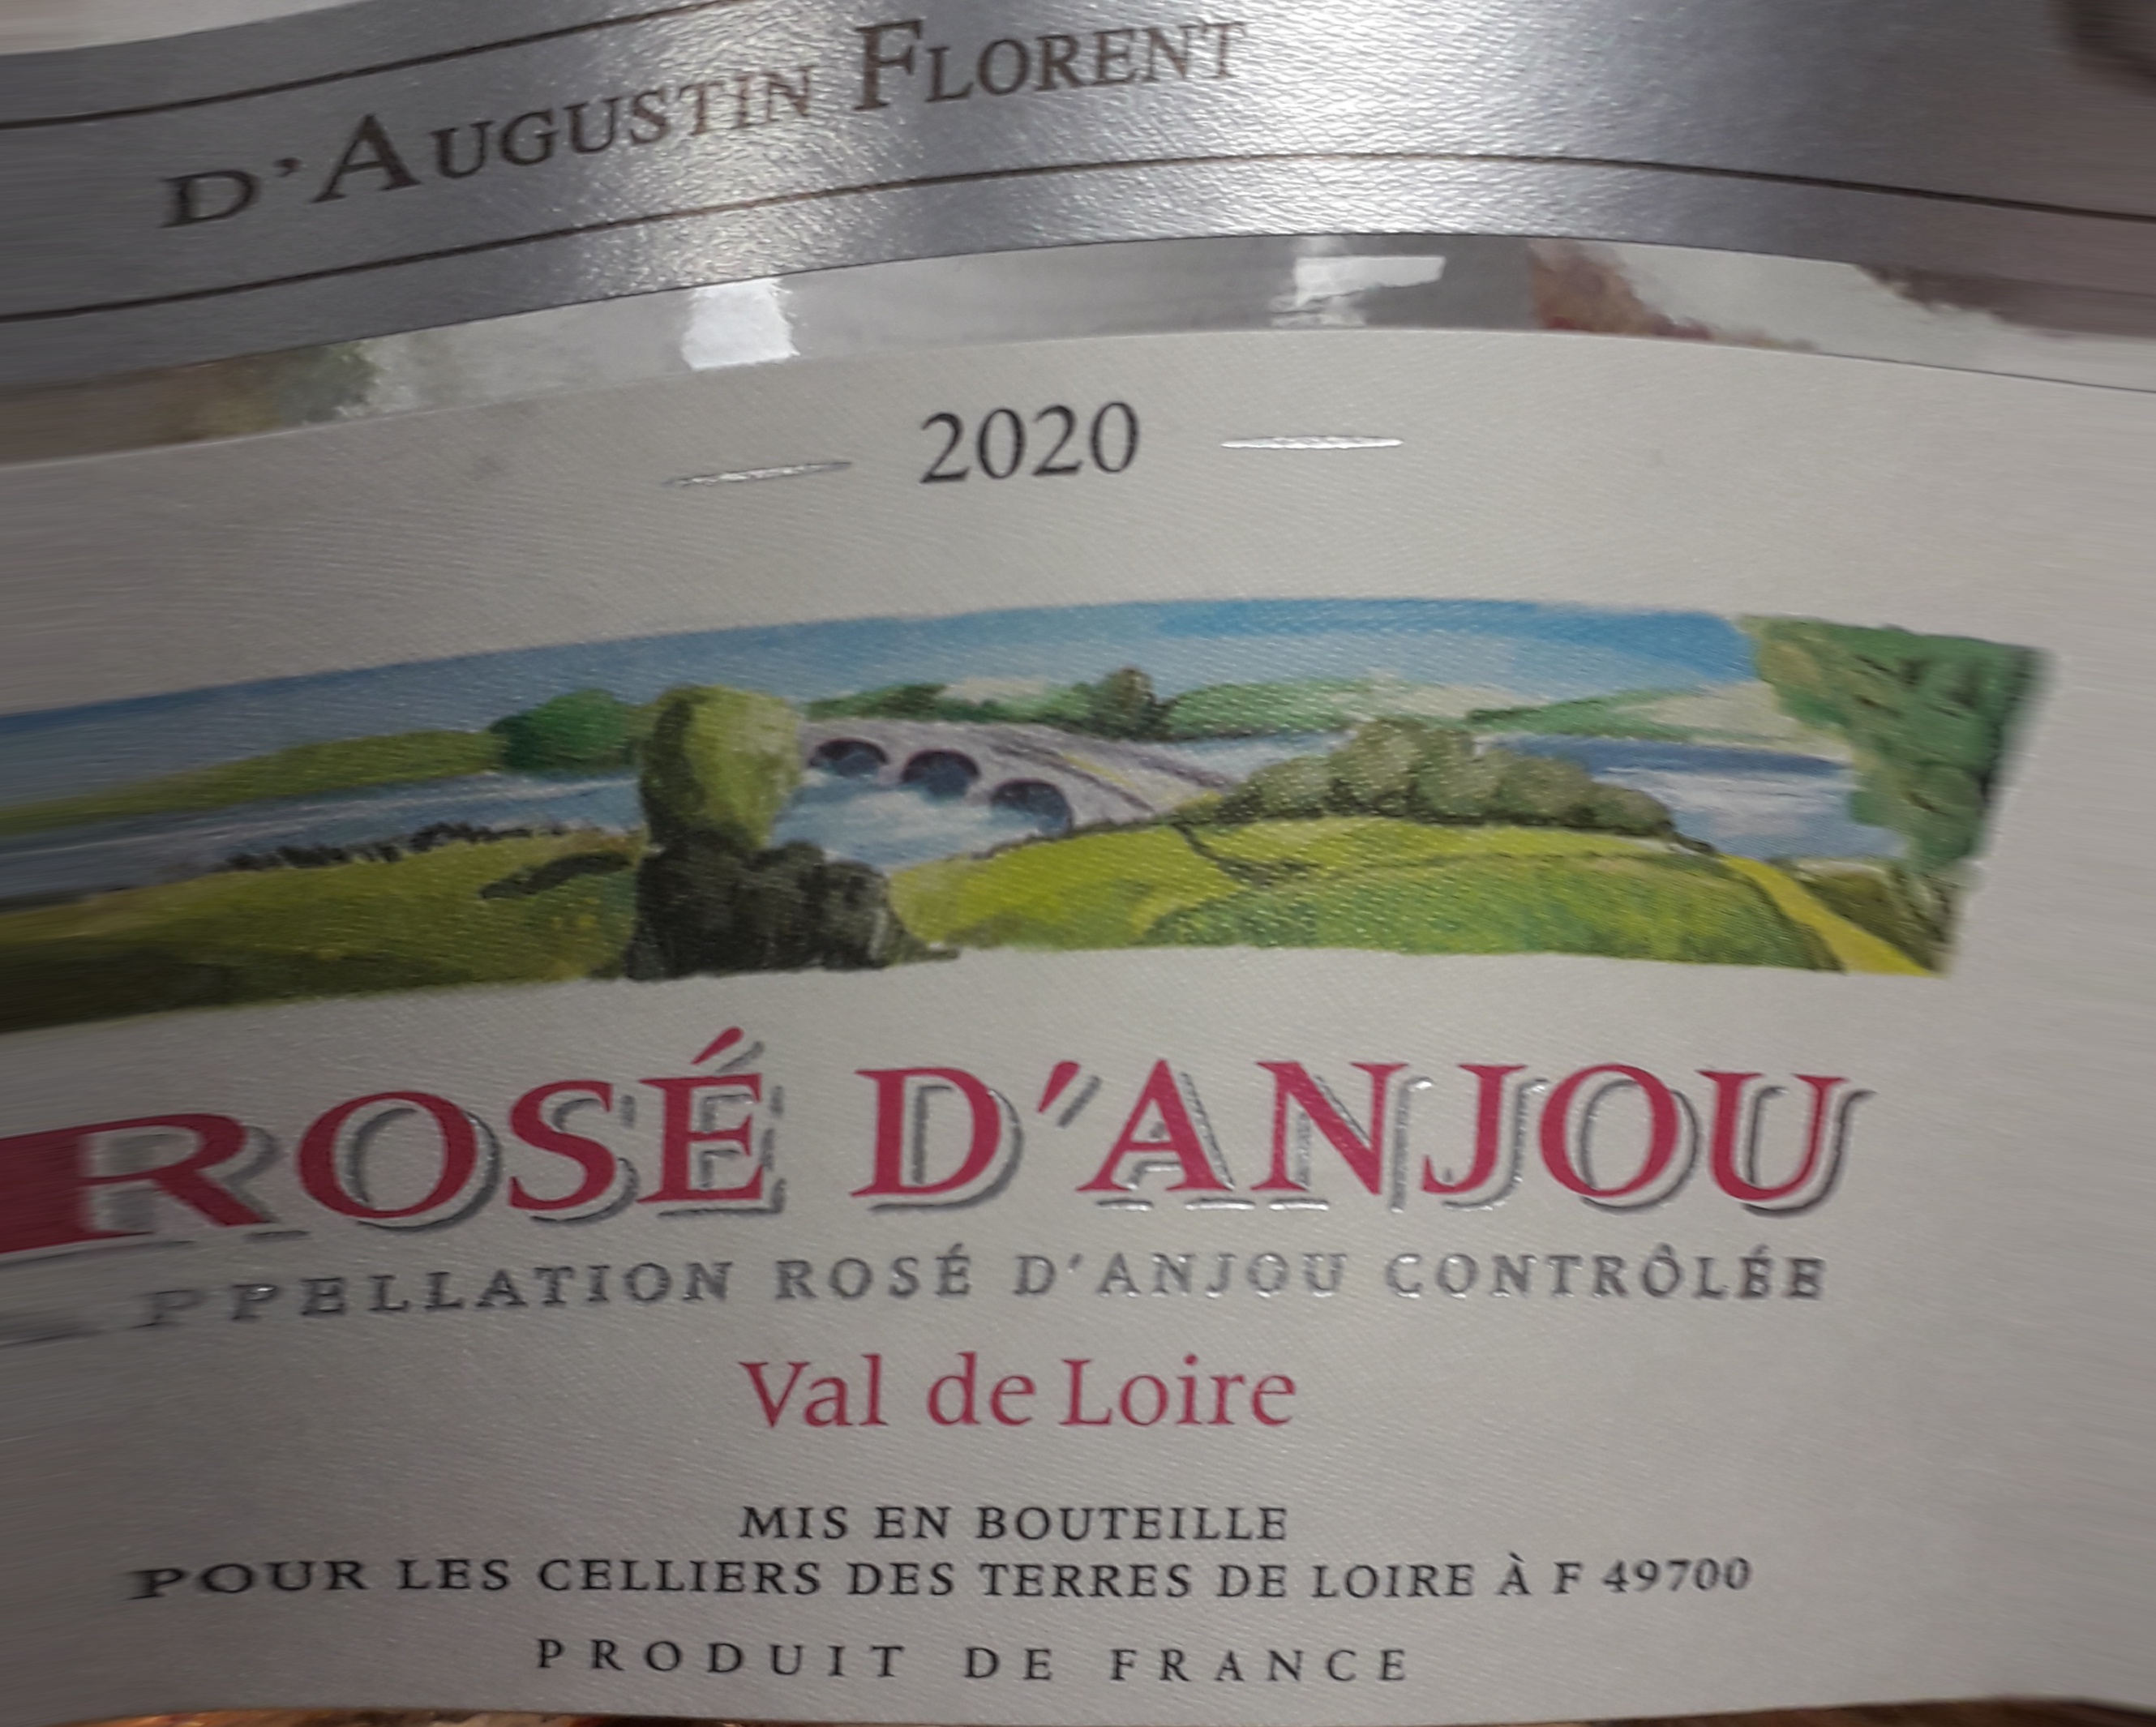 D'AUGUSTIN FLORENT
2020
ROSÉ D'ANJOU
PPELLATION ROSÉ D'ANJOU CONTRÔLÉE
Val de Loire
MIS EN BOUTEILLE
POUR LES CELLIERS DES TERRES DE LOIRE À F 49700
PRODUIT DE FRANCE